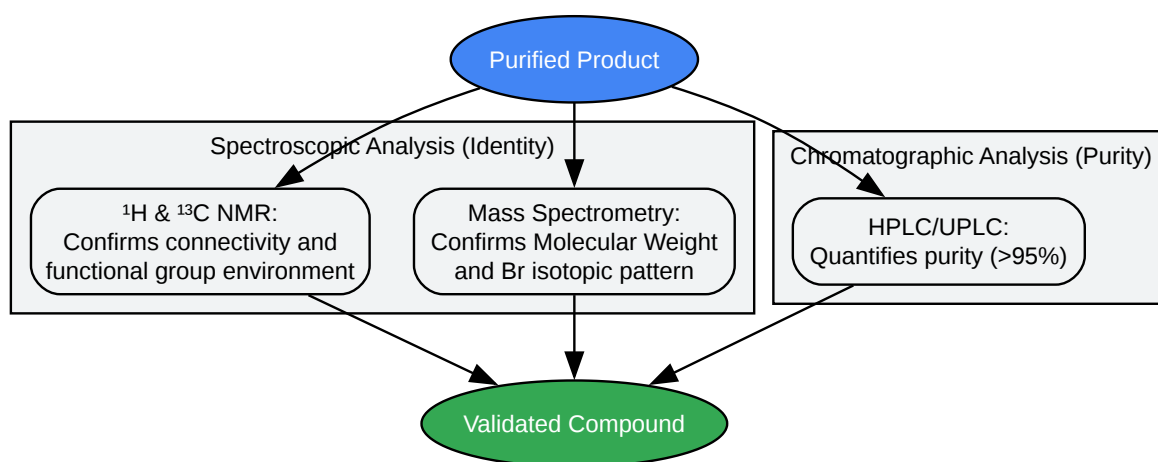 Purified Product
Spectroscopic Analysis (Identity)
Chromatographic Analysis (Purity)
¹H & ¹³C NMR:
Confirms connectivity and
functional group environment
Mass Spectrometry:
Confirms Molecular Weight
and Br isotopic pattern
HPLC/UPLC:
Quantifies purity (>95%)
Validated Compound